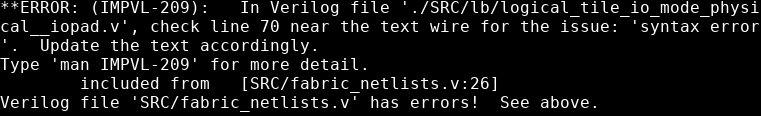 **ERROR: (IMPVL-209):   In Verilog file './SRC/lb/logical_tile_io_mode_physi
cal__iopad.v', check line 70 near the text wire for the issue: 'syntax error
'.  Update the text accordingly.
Type 'man IMPVL-209' for more detail.
        included from   [SRC/fabric_netlists.v:26]
Verilog file 'SRC/fabric_netlists.v' has errors!  See above.